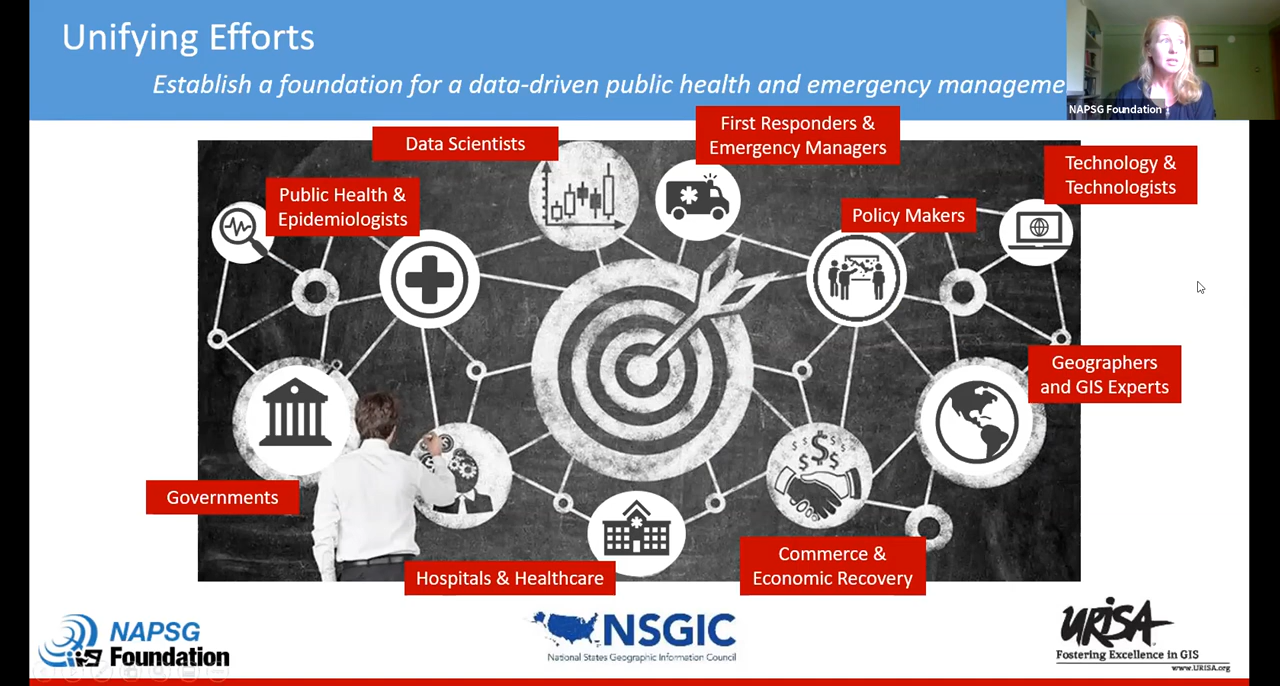 Unifying Efforts
Establish a foundation for a data-driven public health and emergency manageme
NAPSG Foundation
Data Scientists
First Responders &
Emergency Managers
Technology &
Technologists
Public Health &
Epidemiologists
Policy Makers
Geographers
and GIS Experts
Governments
Hospitals & Healthcare
Commerce &
Economic Recovery
NAPSG
Foundation
NSGIC
National States Geographic Information Council
URISA
Fostering Excellence in GIS
www.URISA.org